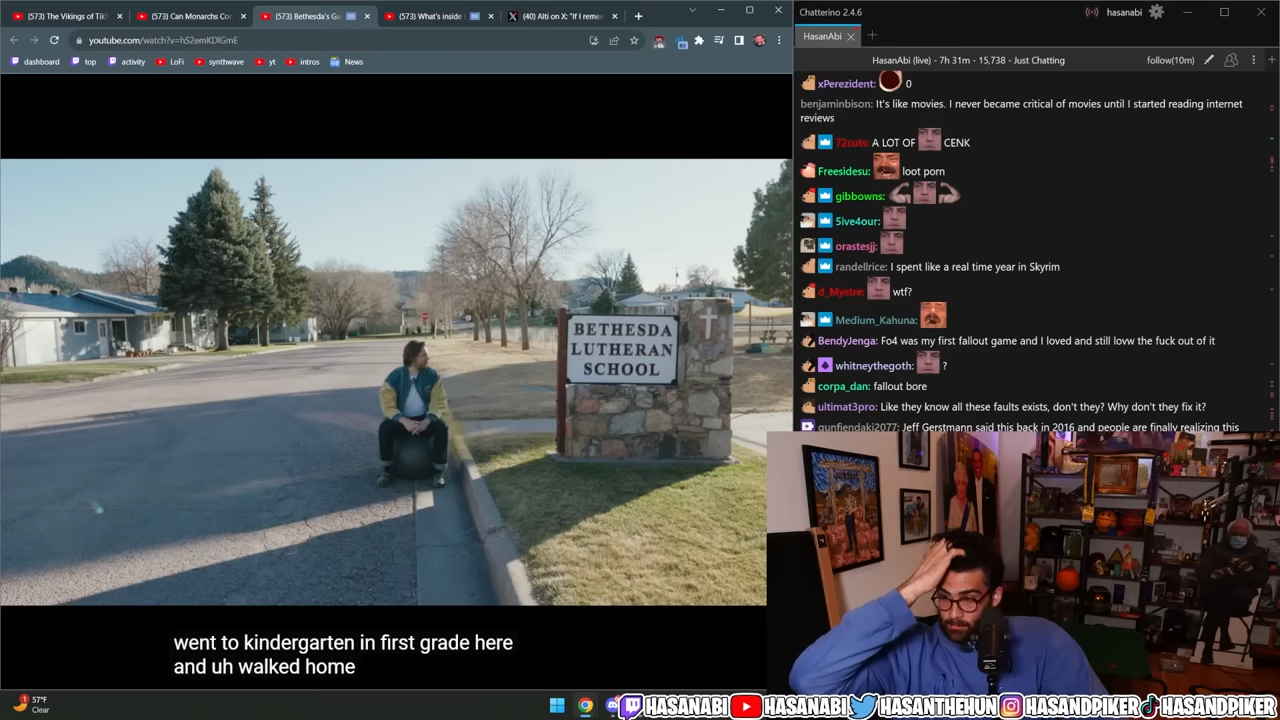 (573) The Vikings of Tik
(573) Can Monarchs Co
(573) Bethesda's Ga
(573) What's inside
(40) Alti on X: "If I reme
youtube.com/watch?v=hS2emKDlGmE
dashboard
top
activity
LoFi
synthwave
yt
intros
News
BETHESDA
LUTHERAN
SCHOOL
went to kindergarten in first grade here
and uh walked home
57°F
Clear
Chatterino 2.4.6
hasanabi
HasanAbi
HasanAbi (live) - 7h 31m - 15,738 - Just Chatting
follow(10m)
xPerezident: 0
benjaminbison: It's like movies. I never became critical of movies until I started reading internet
reviews
72cuts: A LOT OF CENK
Freesidesu: loot porn
gibbowns:
5ive4our:
orastesjj:
randellrice: I spent like a real time year in Skyrim
d_Mystre: wtf?
Medium_Kahuna:
BendyJenga: Fo4 was my first fallout game and I loved and still lovw the fuck out of it
whitneythegoth: ?
corpa_dan: fallout bore
ultimat3pro: Like they know all these faults exists, don't they? Why don't they fix it?
gunfiendaki2077: Jeff Gerstmann said this back in 2016 and people are finally realizing this
HASANABI
HASANABI
HASANTHEHUN
HASANDPIKER
HASANDPIKER